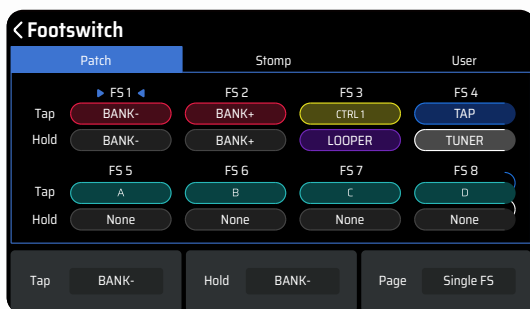 Footswitch
Patch Stomp User
FS 1 FS 2 FS 3 FS 4
Tap BANK- BANK+ CTRL 1 TAP
Hold BANK- BANK+ LOOPER TUNER
FS 5 FS 6 FS 7 FS 8
Tap A B C D
Hold None None None None
Tap BANK- Hold BANK- Page Single FS